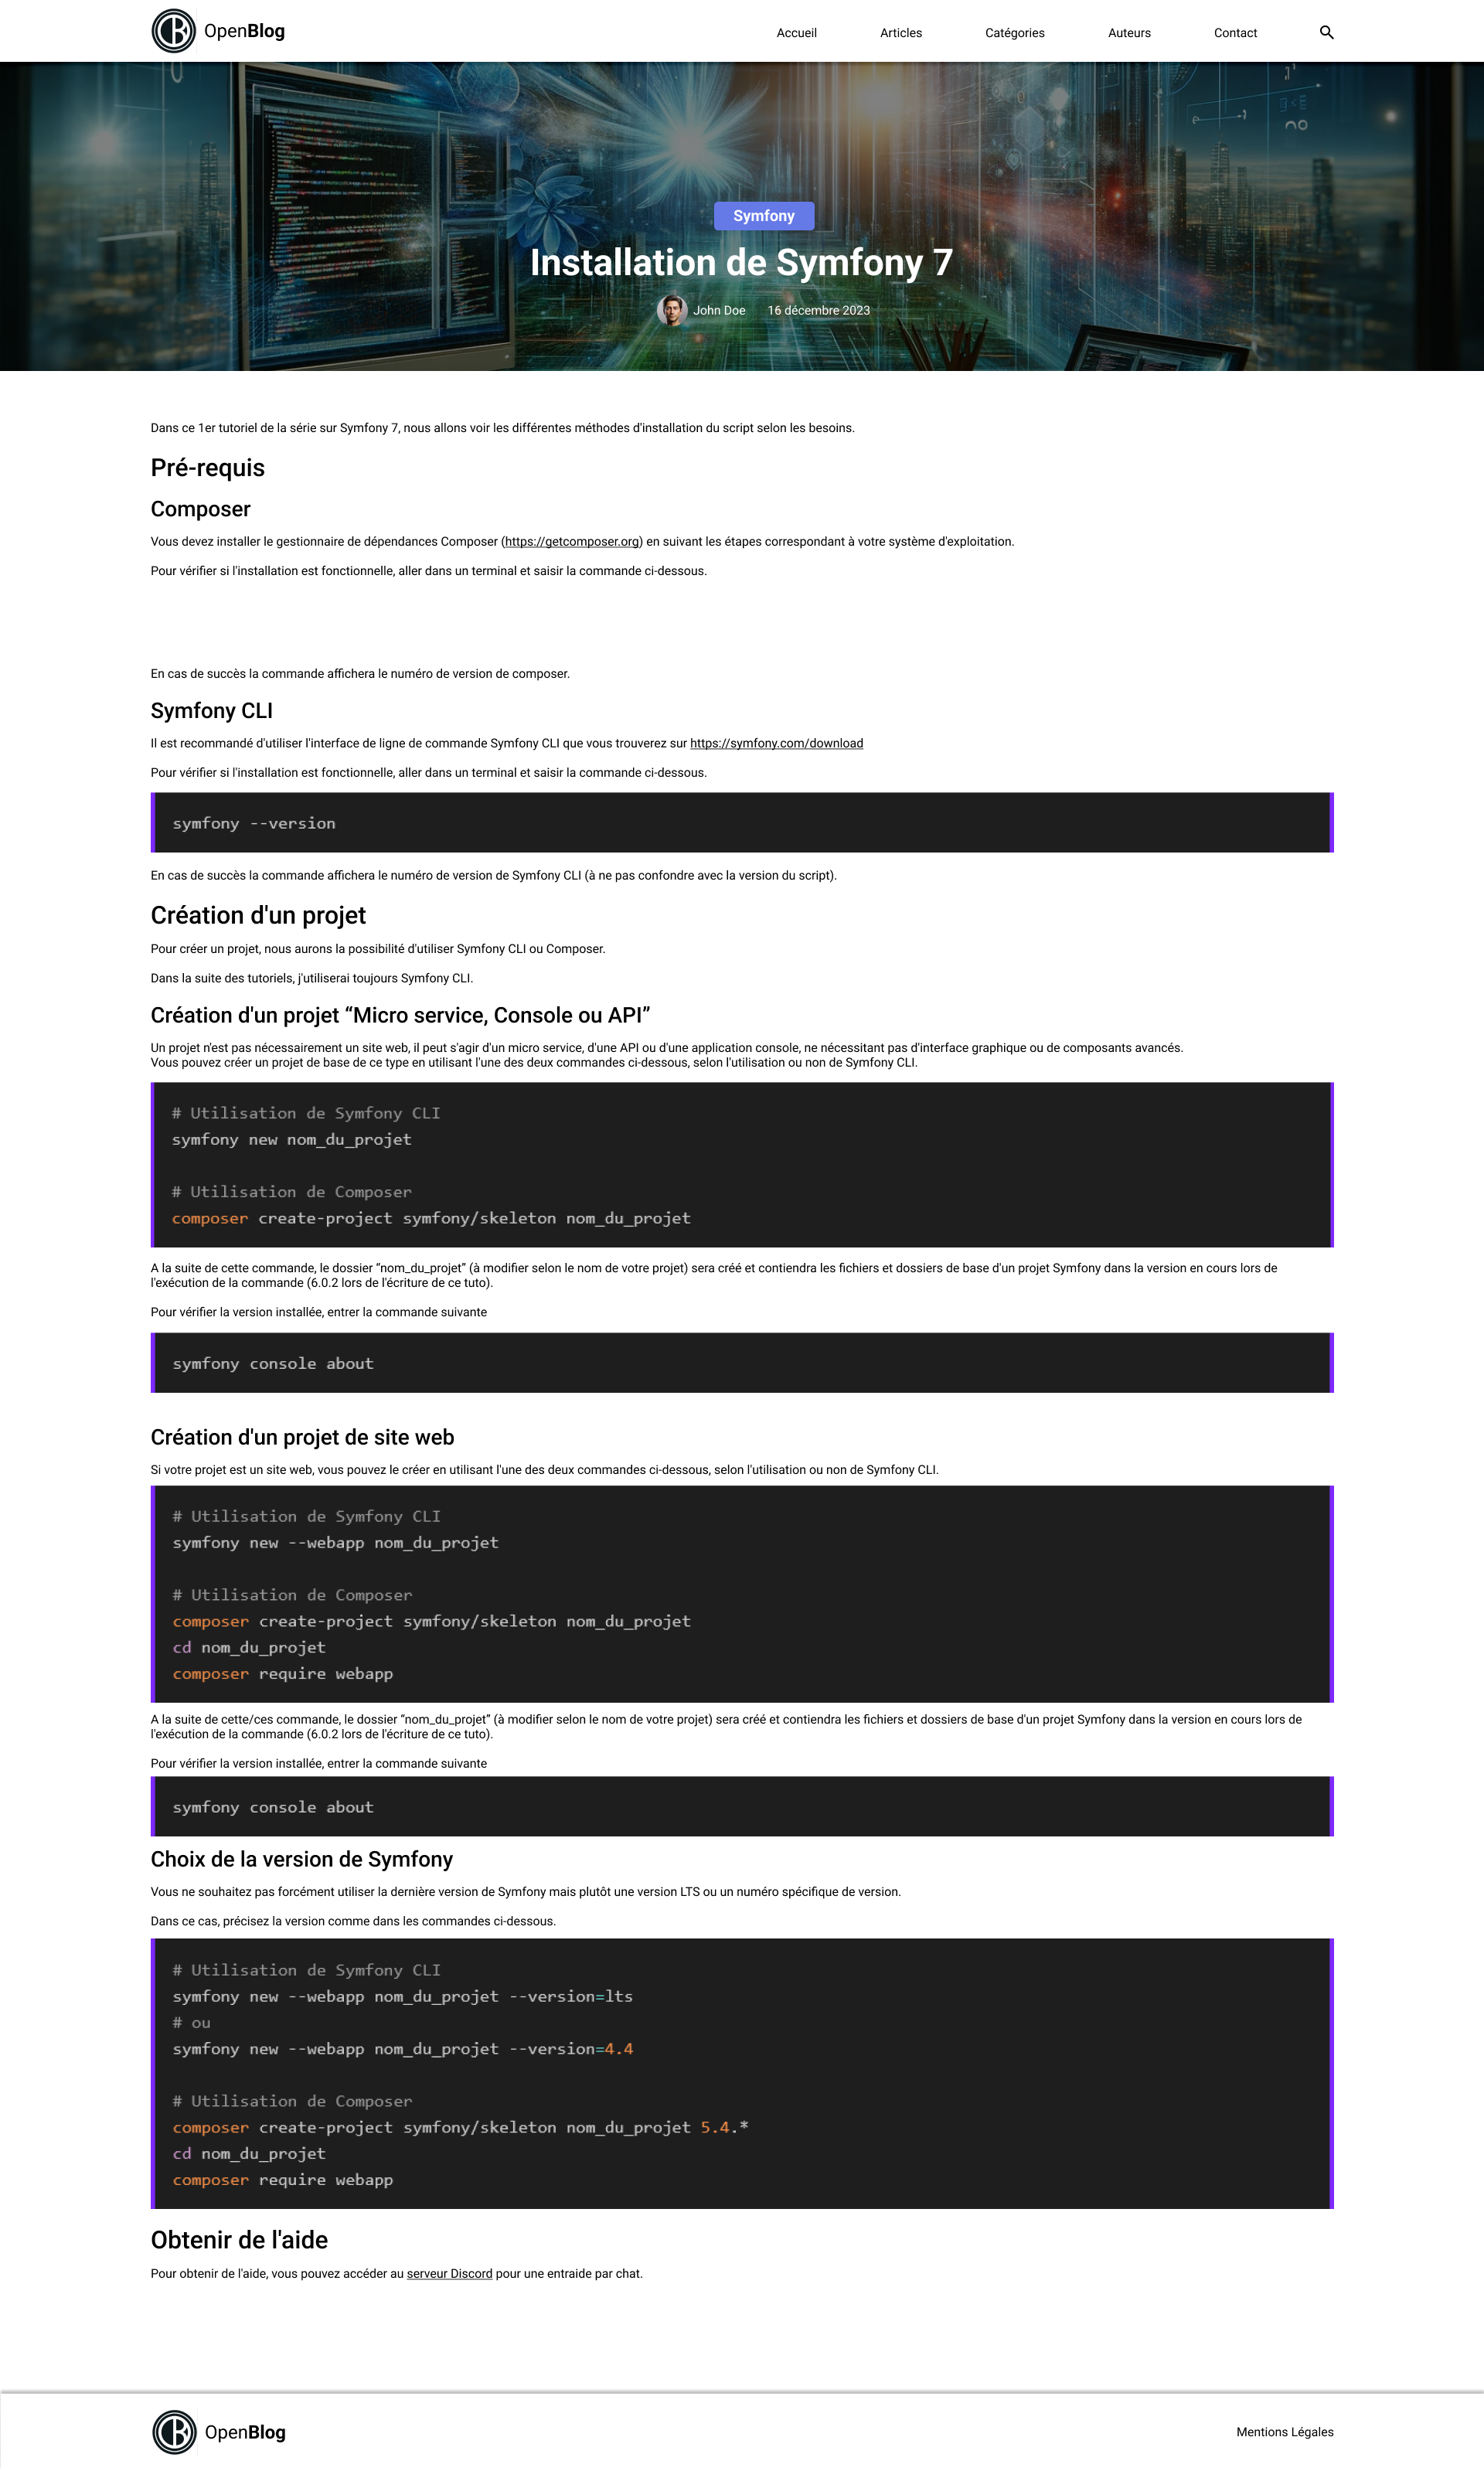 OpenBlog
Accueil
Articles
Catégories
Auteurs
Contact
Symfony
Installation de Symfony 7
John Doe
16 décembre 2023
Dans ce 1er tutoriel de la série sur Symfony 7, nous allons voir les différentes méthodes d'installation du script selon les besoins.
Pré-requis
Composer
Vous devez installer le gestionnaire de dépendances Composer (https://getcomposer.org) en suivant les étapes correspondant à votre système d'exploitation.
Pour vérifier si l'installation est fonctionnelle, aller dans un terminal et saisir la commande ci-dessous.
En cas de succès la commande affichera le numéro de version de composer.
Symfony CLI
Il est recommandé d'utiliser l'interface de ligne de commande Symfony CLI que vous trouverez sur https://symfony.com/download
Pour vérifier si l'installation est fonctionnelle, aller dans un terminal et saisir la commande ci-dessous.
symfony --version
En cas de succès la commande affichera le numéro de version de Symfony CLI (à ne pas confondre avec la version du script).
Création d'un projet
Pour créer un projet, nous aurons la possibilité d'utiliser Symfony CLI ou Composer.
Dans la suite des tutoriels, j'utiliserai toujours Symfony CLI.
Création d'un projet “Micro service, Console ou API”
Un projet n'est pas nécessairement un site web, il peut s'agir d'un micro service, d'une API ou d'une application console, ne nécessitant pas d'interface graphique ou de composants avancés.
Vous pouvez créer un projet de base de ce type en utilisant l'une des deux commandes ci-dessous, selon l'utilisation ou non de Symfony CLI.
# Utilisation de Symfony CLI
symfony new nom_du_projet
# Utilisation de Composer
composer create-project symfony/skeleton nom_du_projet
A la suite de cette commande, le dossier “nom_du_projet” (à modifier selon le nom de votre projet) sera créé et contiendra les fichiers et dossiers de base d'un projet Symfony dans la version en cours lors de
l'exécution de la commande (6.0.2 lors de l'écriture de ce tuto).
Pour vérifier la version installée, entrer la commande suivante
symfony console about
Création d'un projet de site web
Si votre projet est un site web, vous pouvez le créer en utilisant l'une des deux commandes ci-dessous, selon l'utilisation ou non de Symfony CLI.
# Utilisation de Symfony CLI
symfony new --webapp nom_du_projet
# Utilisation de Composer
composer create-project symfony/skeleton nom_du_projet
cd nom_du_projet
composer require webapp
A la suite de cette/ces commande, le dossier “nom_du_projet” (à modifier selon le nom de votre projet) sera créé et contiendra les fichiers et dossiers de base d'un projet Symfony dans la version en cours lors de
l'exécution de la commande (6.0.2 lors de l'écriture de ce tuto).
Pour vérifier la version installée, entrer la commande suivante
symfony console about
Choix de la version de Symfony
Vous ne souhaitez pas forcément utiliser la dernière version de Symfony mais plutôt une version LTS ou un numéro spécifique de version.
Dans ce cas, précisez la version comme dans les commandes ci-dessous.
# Utilisation de Symfony CLI
symfony new --webapp nom_du_projet --version=lts
# ou
symfony new --webapp nom_du_projet --version=4.4
# Utilisation de Composer
composer create-project symfony/skeleton nom_du_projet 5.4.*
cd nom_du_projet
composer require webapp
Obtenir de l'aide
Pour obtenir de l'aide, vous pouvez accéder au serveur Discord pour une entraide par chat.
OpenBlog
Mentions Légales